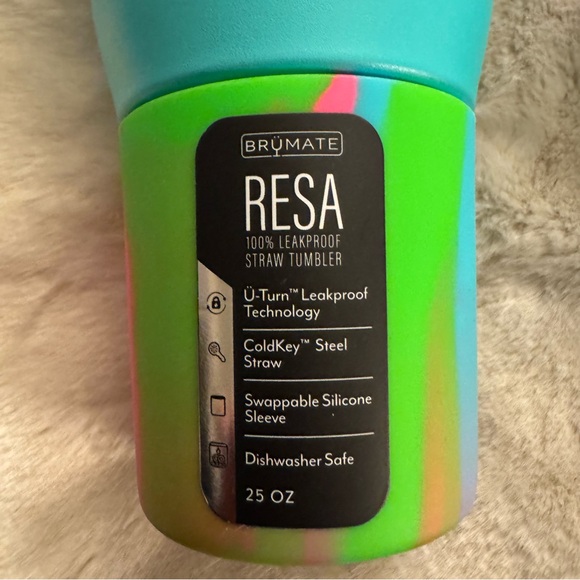 BRÜMATE
RESA
100% LEAKPROOF
STRAW TUMBLER
Ü-Turn™ Leakproof
Technology
ColdKey™ Steel
Straw
Swappable Silicone
Sleeve
Dishwasher Safe
25 OZ